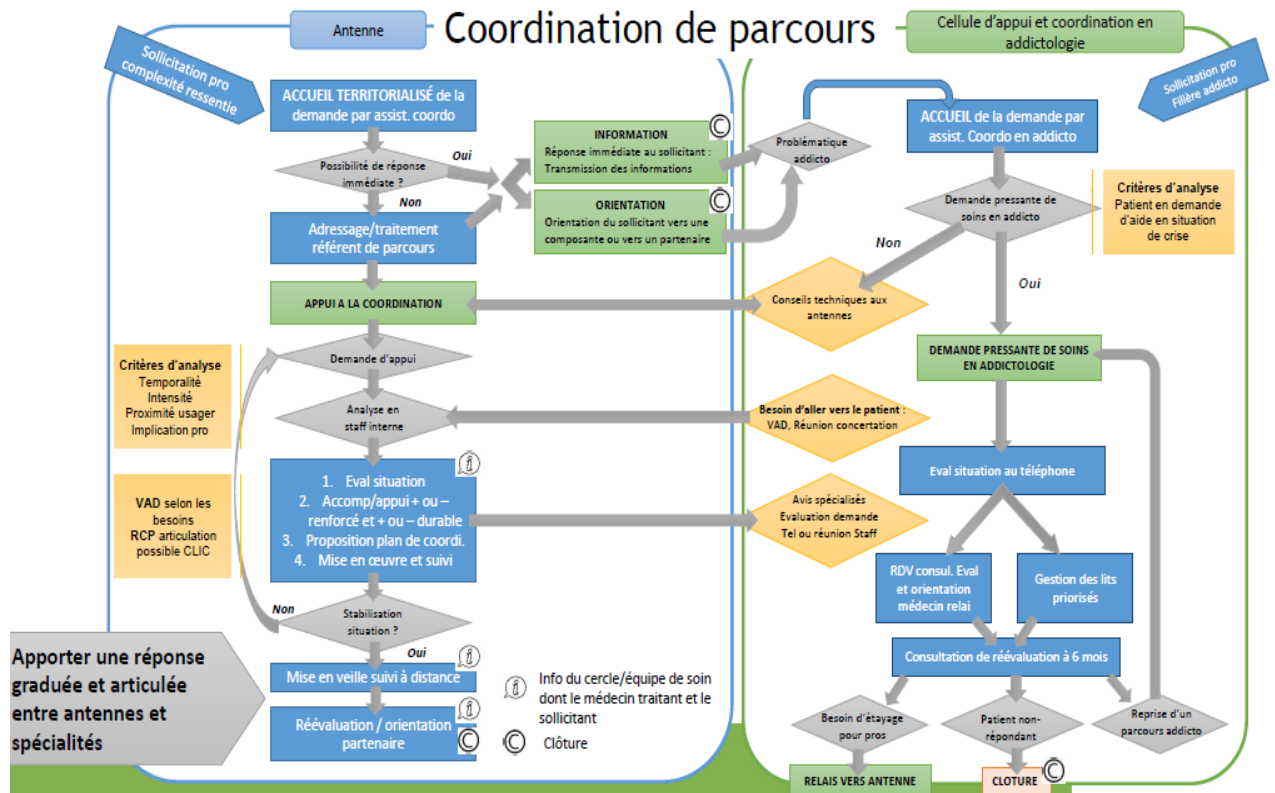 Coordination de parcours
Antenne
Cellule d'appui et coordination en
addictologie
Sollicitation pro
complexité ressentie
ACCUEIL TERRITORIALISÉ de la
demande par assist. coordo
Possibilité de réponse
immédiate ?
Oui
Non
Adressage/traitement
référent de parcours
INFORMATION
Réponse immédiate au sollicitant :
Transmission des informations
©
ORIENTATION
Orientation du sollicitant vers une
composante ou vers un partenaire
©
APPUI A LA COORDINATION
Demande d'appui
Critères d'analyse
Temporalité
Intensité
Proximité usager
Implication pro
Analyse en
staff interne
1. Eval situation
2. Accomp/appui + ou –
renforcé et + ou – durable
3. Proposition plan de coordi.
4. Mise en œuvre et suivi
i
VAD selon les
besoins
RCP articulation
possible CLIC
Non
Stabilisation
situation ?
Oui
Mise en veille suivi à distance
i
Réévaluation / orientation
partenaire
i
©
Apporter une réponse
graduée et articulée
entre antennes et
spécialités
i
Info du cercle/équipe de soin
dont le médecin traitant et le
sollicitant
©
Clôture
Problématique
addicto
Sollicitation pro
Filière addicto
ACCUEIL de la demande par
assist. Coordo en addicto
Demande pressante de
soins en addicto
Critères d'analyse
Patient en demande
d'aide en situation
de crise
Non
Oui
Conseils techniques aux
antennes
DEMANDE PRESSANTE DE SOINS
EN ADDICTOLOGIE
Besoin d'aller vers le patient :
VAD, Réunion concertation
Eval situation au téléphone
Avis spécialisés
Evaluation demande
Tel ou réunion Staff
RDV consul. Eval
et orientation
médecin relai
Gestion des lits
priorisés
Consultation de réévaluation à 6 mois
Besoin d'étayage
pour pros
Patient non-
répondant
Reprise d'un
parcours addicto
RELAIS VERS ANTENNE
CLOTURE
©